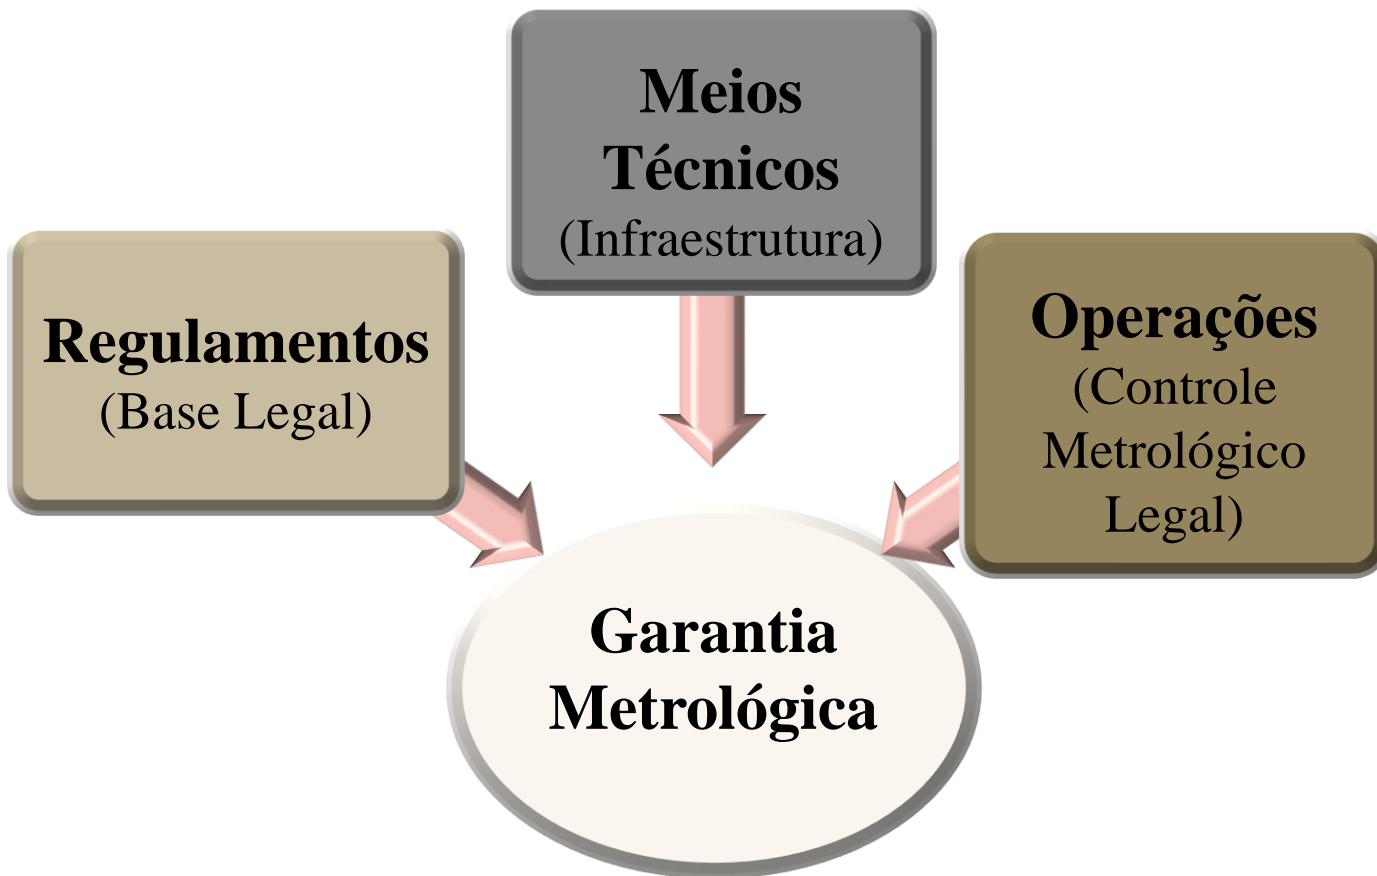 Meios
Técnicos
(Infraestrutura)
Regulamentos
(Base Legal)
Operações
(Controle
Metrológico
Legal)
Garantia
Metrológica